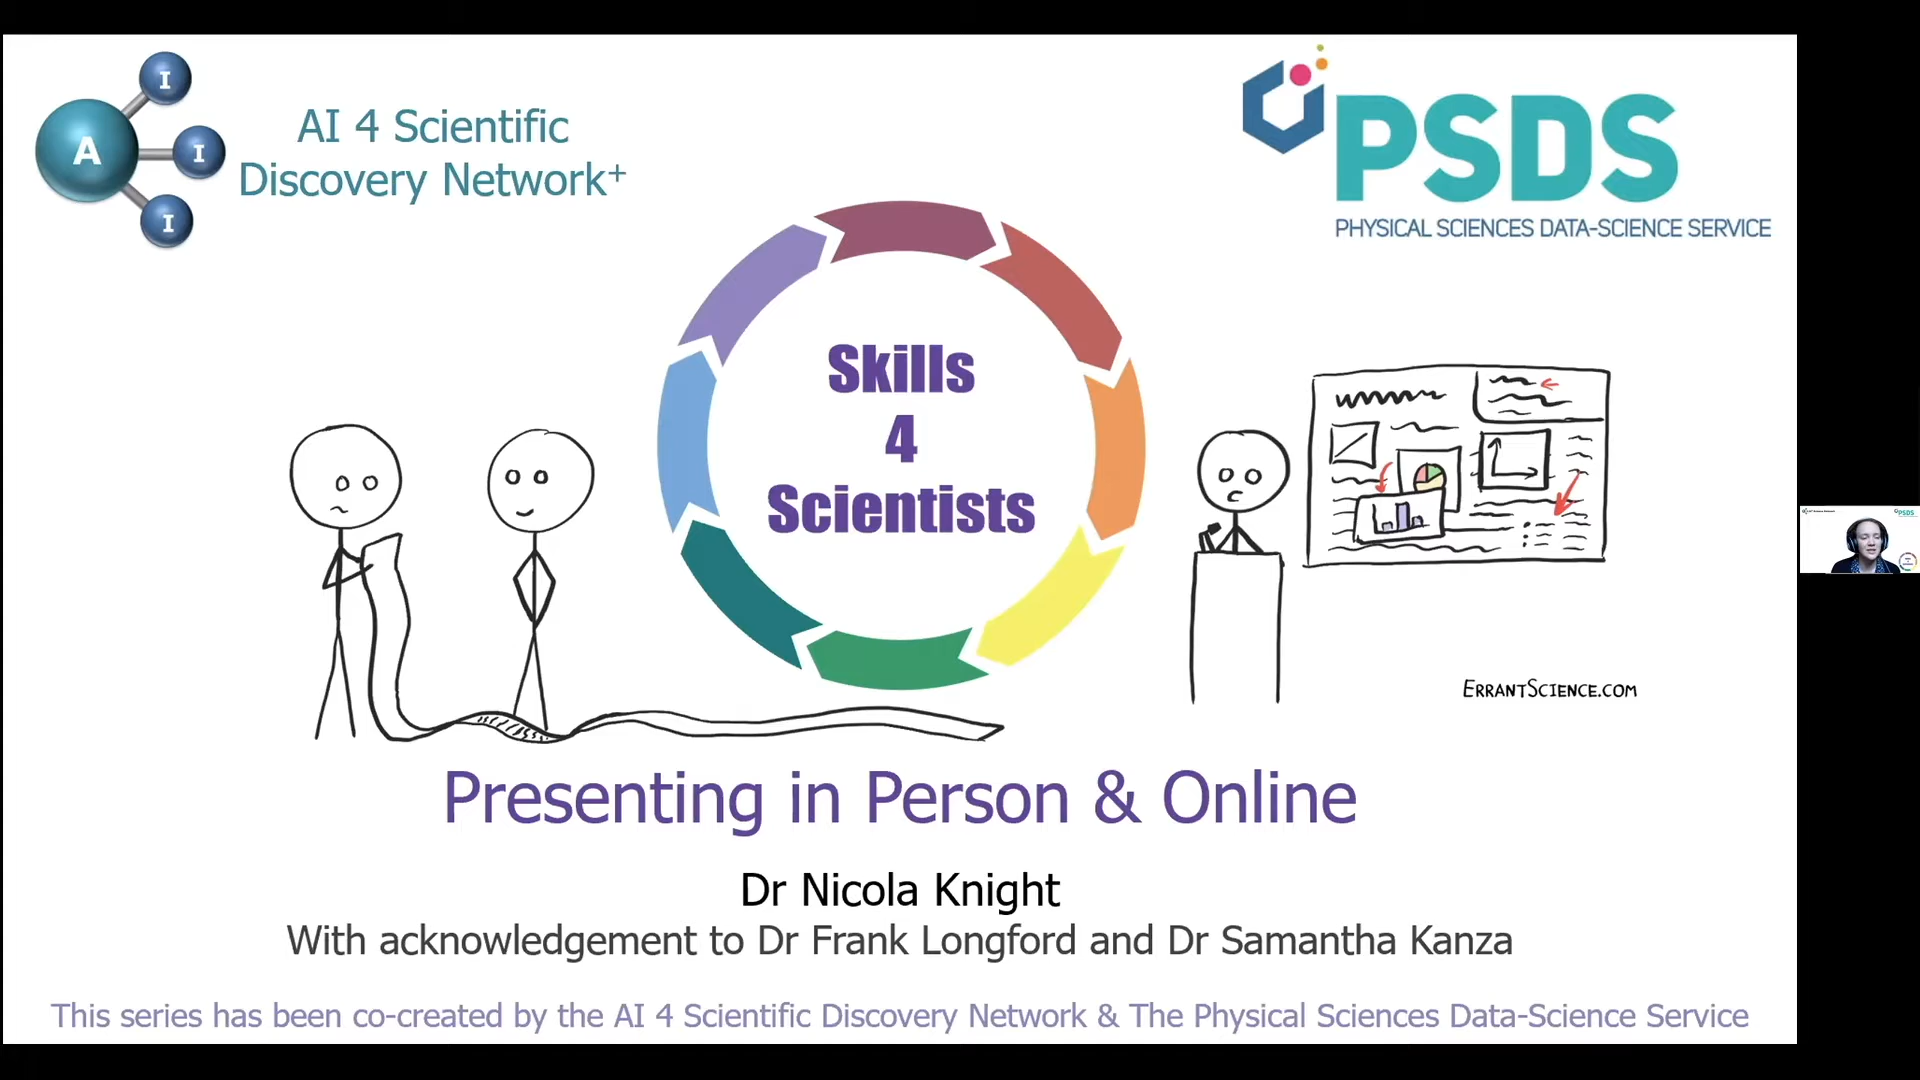 A
I
I
I
AI 4 Scientific
Discovery Network⁺
PSDS
PHYSICAL SCIENCES DATA-SCIENCE SERVICE
Skills
4
Scientists
ERRANTSCIENCE.COM
Presenting in Person & Online
Dr Nicola Knight
With acknowledgement to Dr Frank Longford and Dr Samantha Kanza
This series has been co-created by the AI 4 Scientific Discovery Network & The Physical Sciences Data-Science Service
PSDS